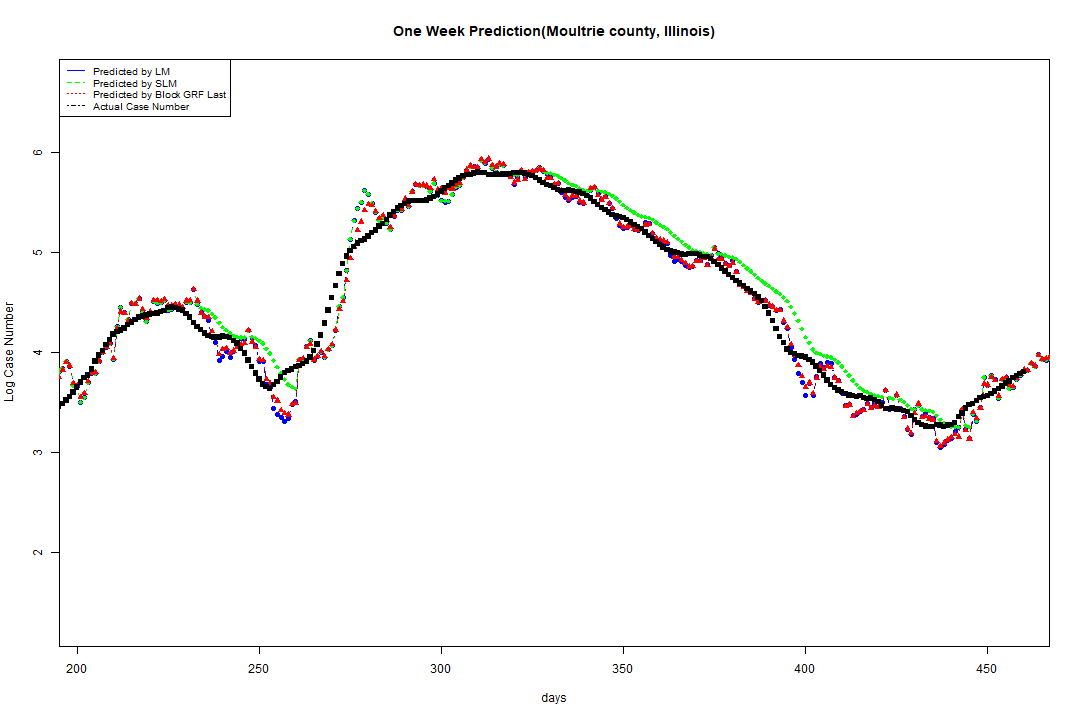 One Week Prediction(Moultrie county, Illinois)
Predicted by LM
Predicted by SLM
Predicted by Block GRF Last
Actual Case Number
6
5
4
3
2
Log Case Number
200 250 300 350 400 450
days